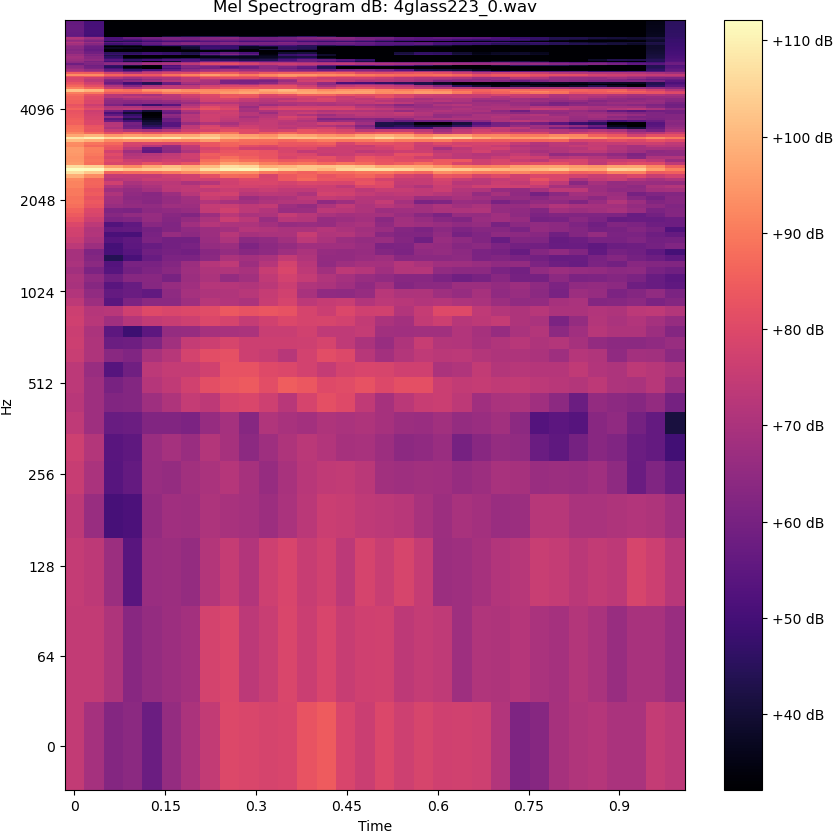 Mel Spectrogram dB: 4glass223_0.wav
+110 dB
+100 dB
+90 dB
+80 dB
+70 dB
+60 dB
+50 dB
+40 dB
4096
2048
1024
512
256
128
64
0
Hz
0 0.15 0.3 0.45 0.6 0.75 0.9
Time